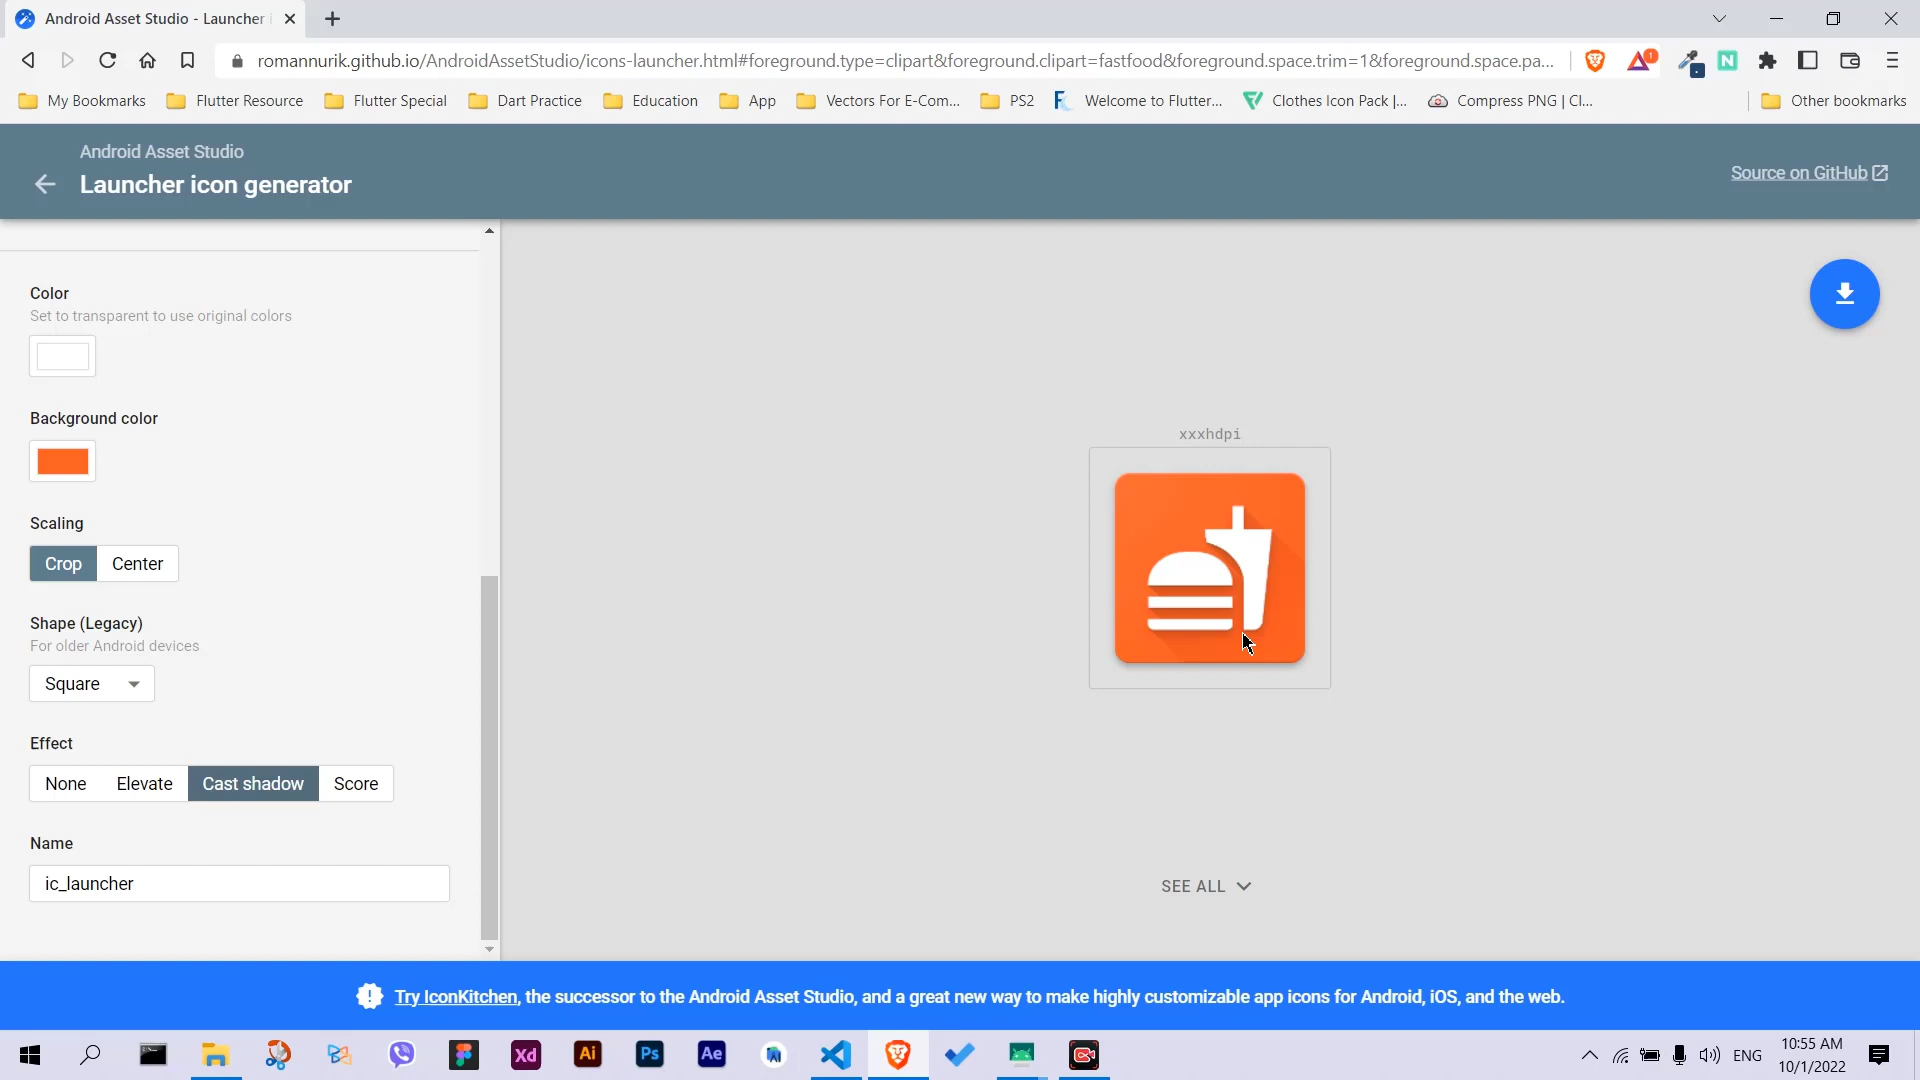 Android Asset Studio - Launcher i
romannurik.github.io/AndroidAssetStudio/icons-launcher.html#foreground.type=clipart&foreground.clipart=fastfood&foreground.space.trim=1&foreground.space.pa...
1
N
My Bookmarks
Flutter Resource
Flutter Special
Dart Practice
Education
App
Vectors For E-Com...
PS2
Welcome to Flutter...
Clothes Icon Pack |...
Compress PNG | Cl...
Other bookmarks
Android Asset Studio
Launcher icon generator
Source on GitHub
Color
Set to transparent to use original colors
Background color
Scaling
Crop Center
Shape (Legacy)
For older Android devices
Square
Effect
None Elevate Cast shadow Score
Name
ic_launcher
xxxhdpi
SEE ALL
Try IconKitchen, the successor to the Android Asset Studio, and a great new way to make highly customizable app icons for Android, iOS, and the web.
Xd
Ai
Ps
Ae
ENG
10:55 AM
10/1/2022